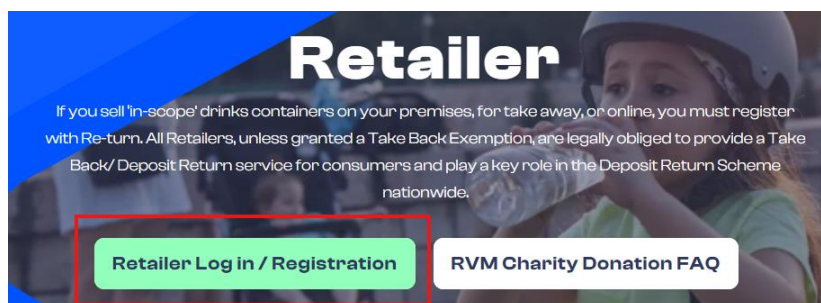 Retailer
If you sell 'in-scope' drinks containers on your premises, for take away, or online, you must register
with Re-turn. All Retailers, unless granted a Take Back Exemption, are legally obliged to provide a Take
Back/ Deposit Return service for consumers and play a key role in the Deposit Return Scheme
nationwide.
Retailer Log in / Registration
RVM Charity Donation FAQ